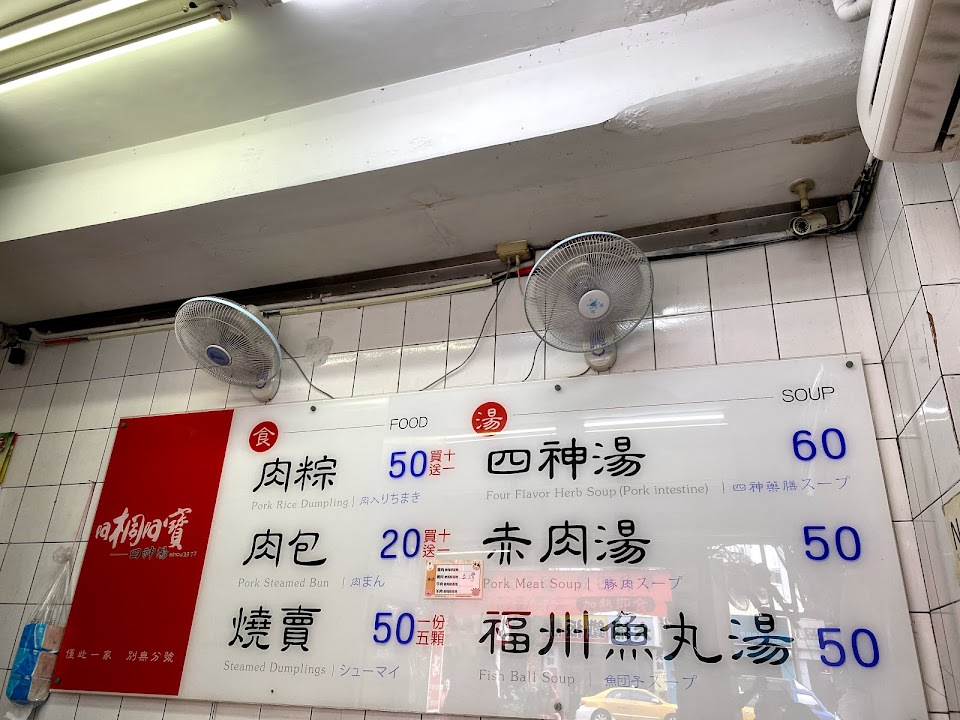 食
FOOD
肉粽 50 買十送一
Pork Rice Dumpling | 肉入りちまき
肉包 20 買十送一
Pork Steamed Bun | 肉まん
燒賣 50 一份五顆
Steamed Dumplings | シューマイ
湯
SOUP
四神湯 60
Four Flavor Herb Soup (Pork intestine) | 四神藥膳スープ
赤肉湯 50
Pork Meat Soup | 豚肉スープ
福州魚丸湯 50
Fish Ball Soup | 魚団子スープ
四神湯
僅此一家 別無分號